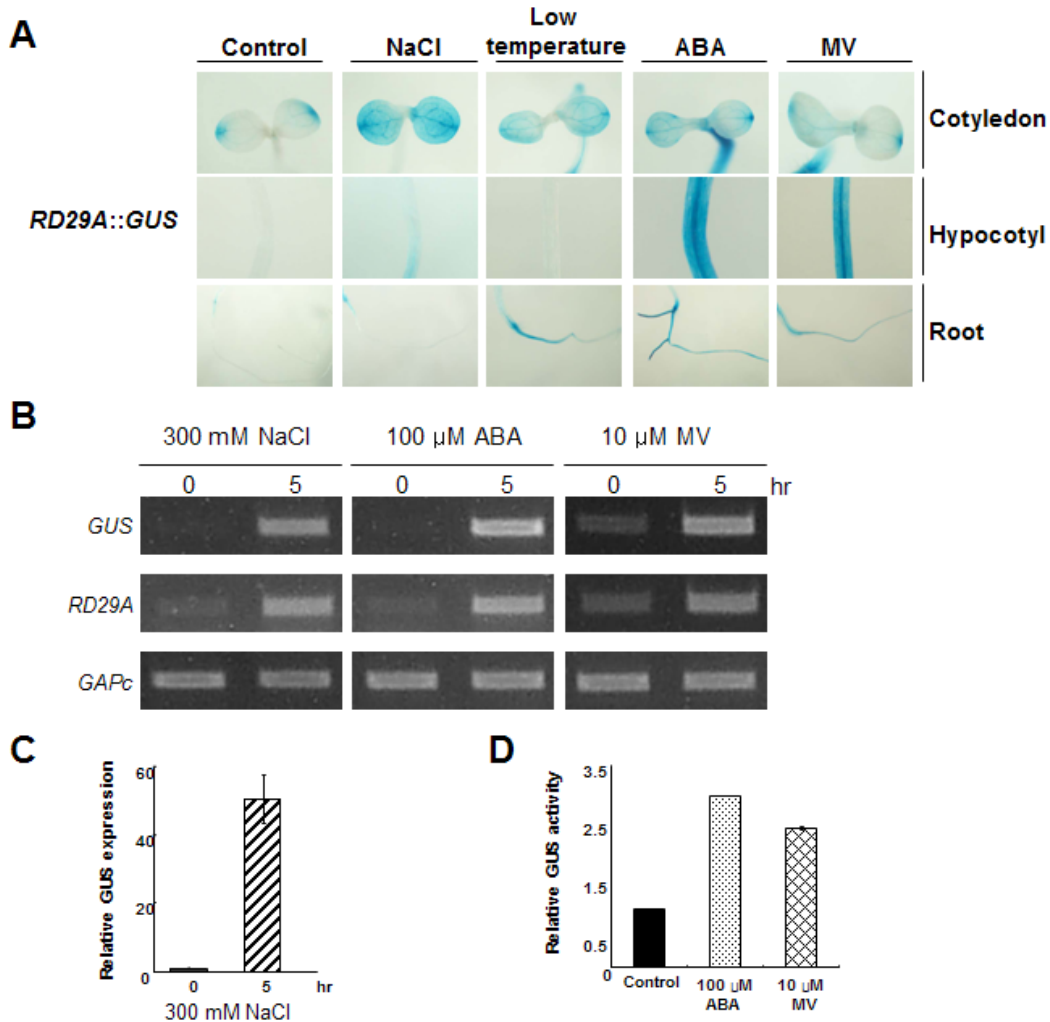 A
Control NaCl Low temperature ABA MV
RD29A::GUS
Cotyledon
Hypocotyl
Root
B
300 mM NaCl 100 µM ABA 10 µM MV
0 5 0 5 0 5 hr
GUS
RD29A
GAPc
C
Relative GUS expression
60
40
20
0
0 5 hr
300 mM NaCl
D
Relative GUS activity
3.5
2.5
1.5
0.5
0
Control 100 µM ABA 10 µM MV